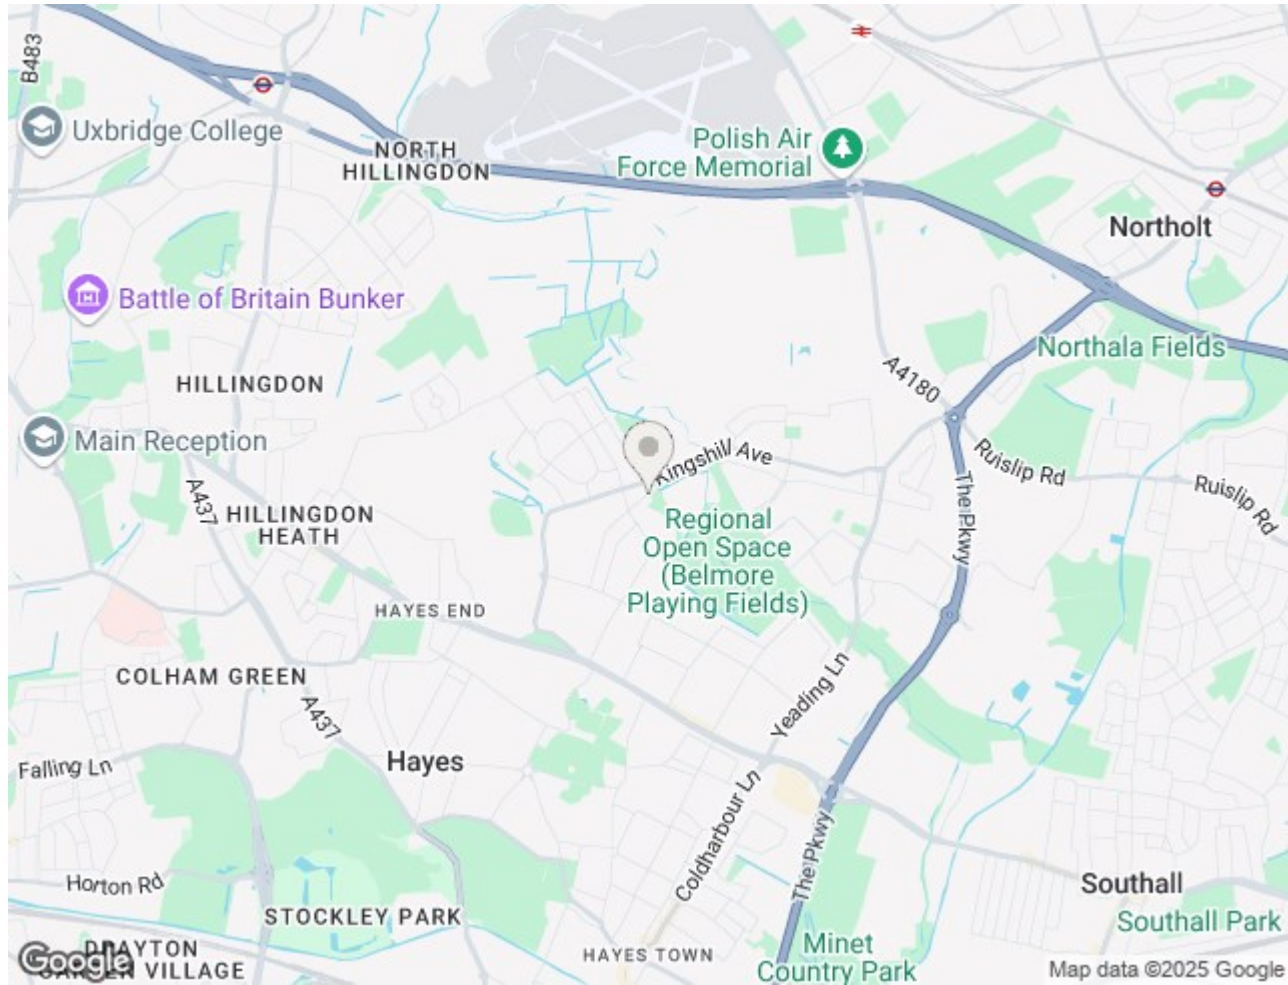 B483
Uxbridge College
NORTH
HILLINGDON
Polish Air
Force Memorial
Northolt
Battle of Britain Bunker
Northala Fields
HILLINGDON
A4180
Main Reception
Kingshill Ave
Ruislip Rd
Ruislip Rd
A437
HILLINGDON
HEATH
The Pkwy
Regional
Open Space
(Belmore
Playing Fields)
HAYES END
COLHAM GREEN
Yeading Ln
A437
Falling Ln
Hayes
Coldharbour Ln
The Pkwy
Horton Rd
STOCKLEY PARK
Southall
Southall Park
HAYES TOWN
Minet
Country Park
DRAYTON
GARDEN VILLAGE
Google
Map data ©2025 Google